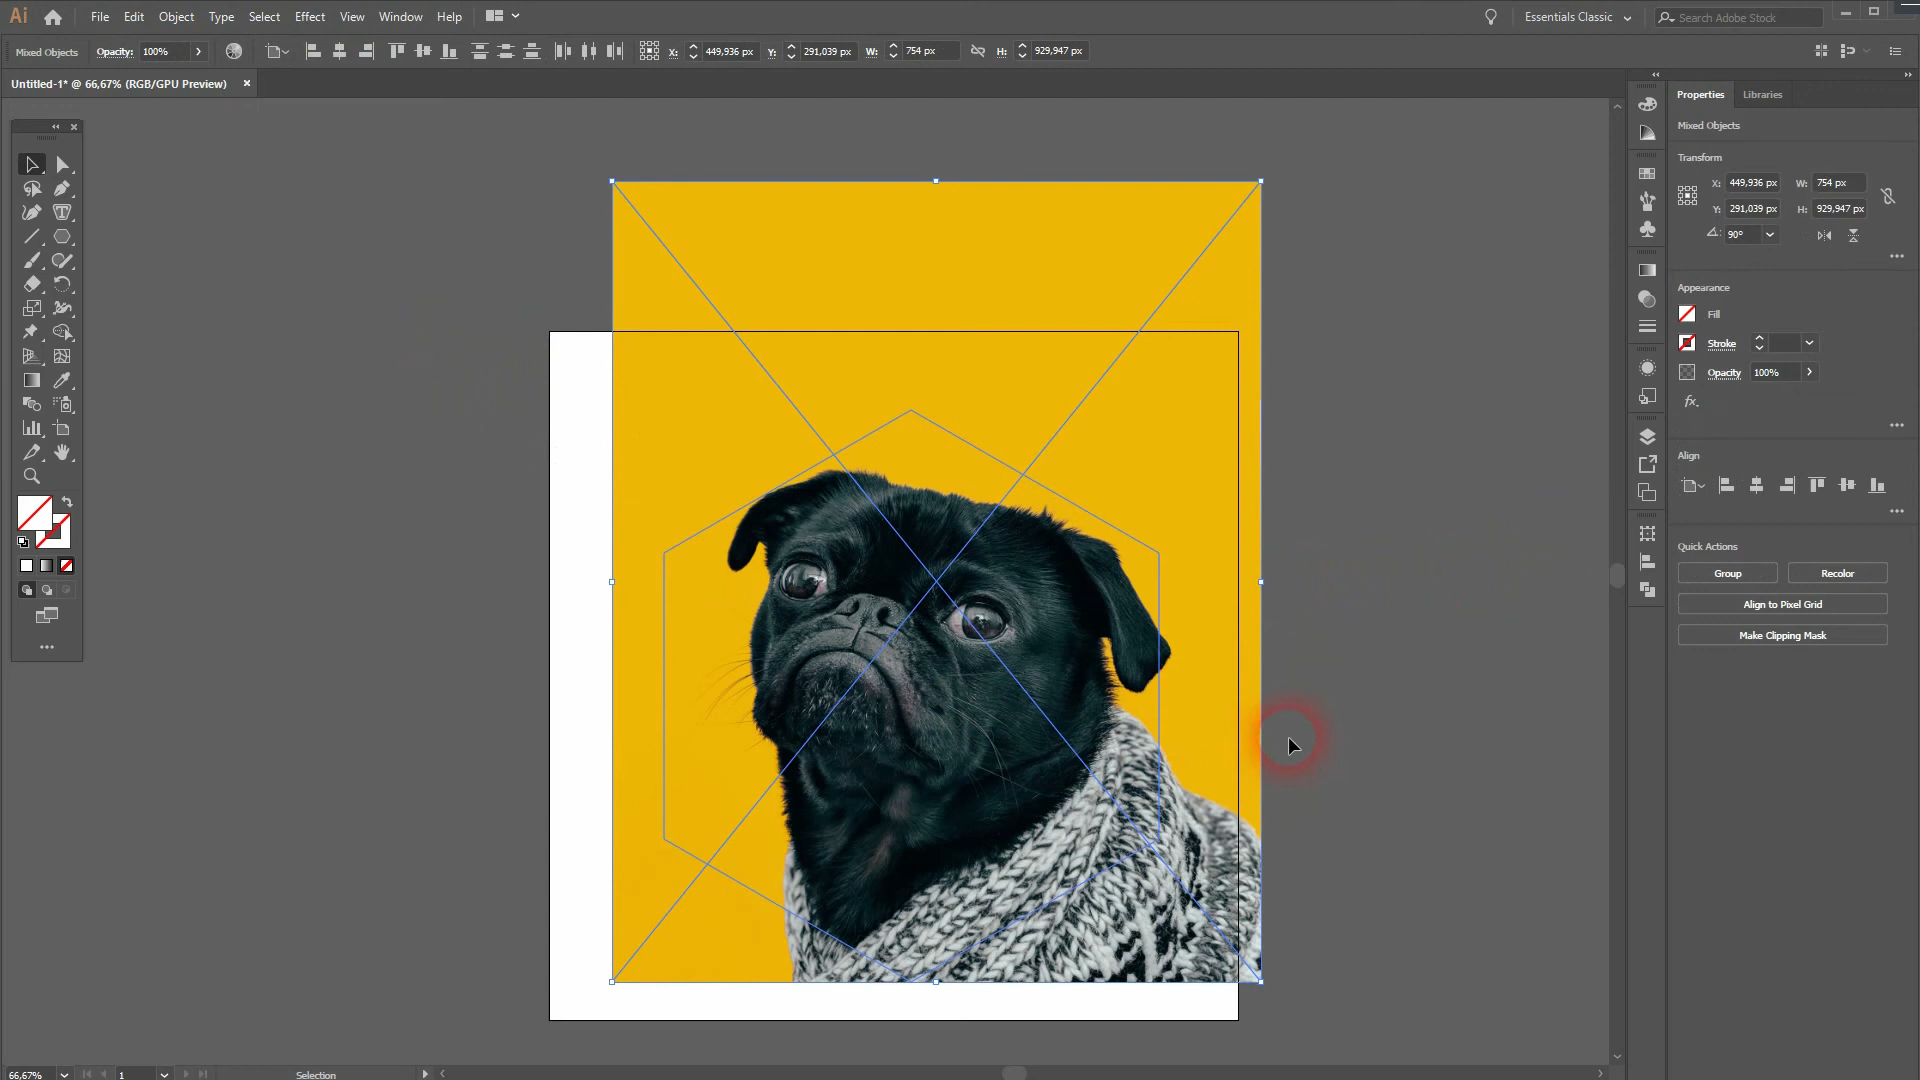 Ai File Edit Object Type Select Effect View Window Help Essentials Classic Search Adobe Stock
Mixed Objects Opacity: 100% X: 449,936 px Y: 291,039 px W: 754 px H: 929,947 px
Untitled-1* @ 66,67% (RGB/GPU Preview)
Properties Libraries
Mixed Objects
Transform
X: 449,936 px W: 754 px
Y: 291,039 px H: 929,947 px
90°
Appearance
Fill
Stroke
Opacity 100%
fx.
Align
Quick Actions
Group Recolor
Align to Pixel Grid
Make Clipping Mask
66,67% 1 Selection